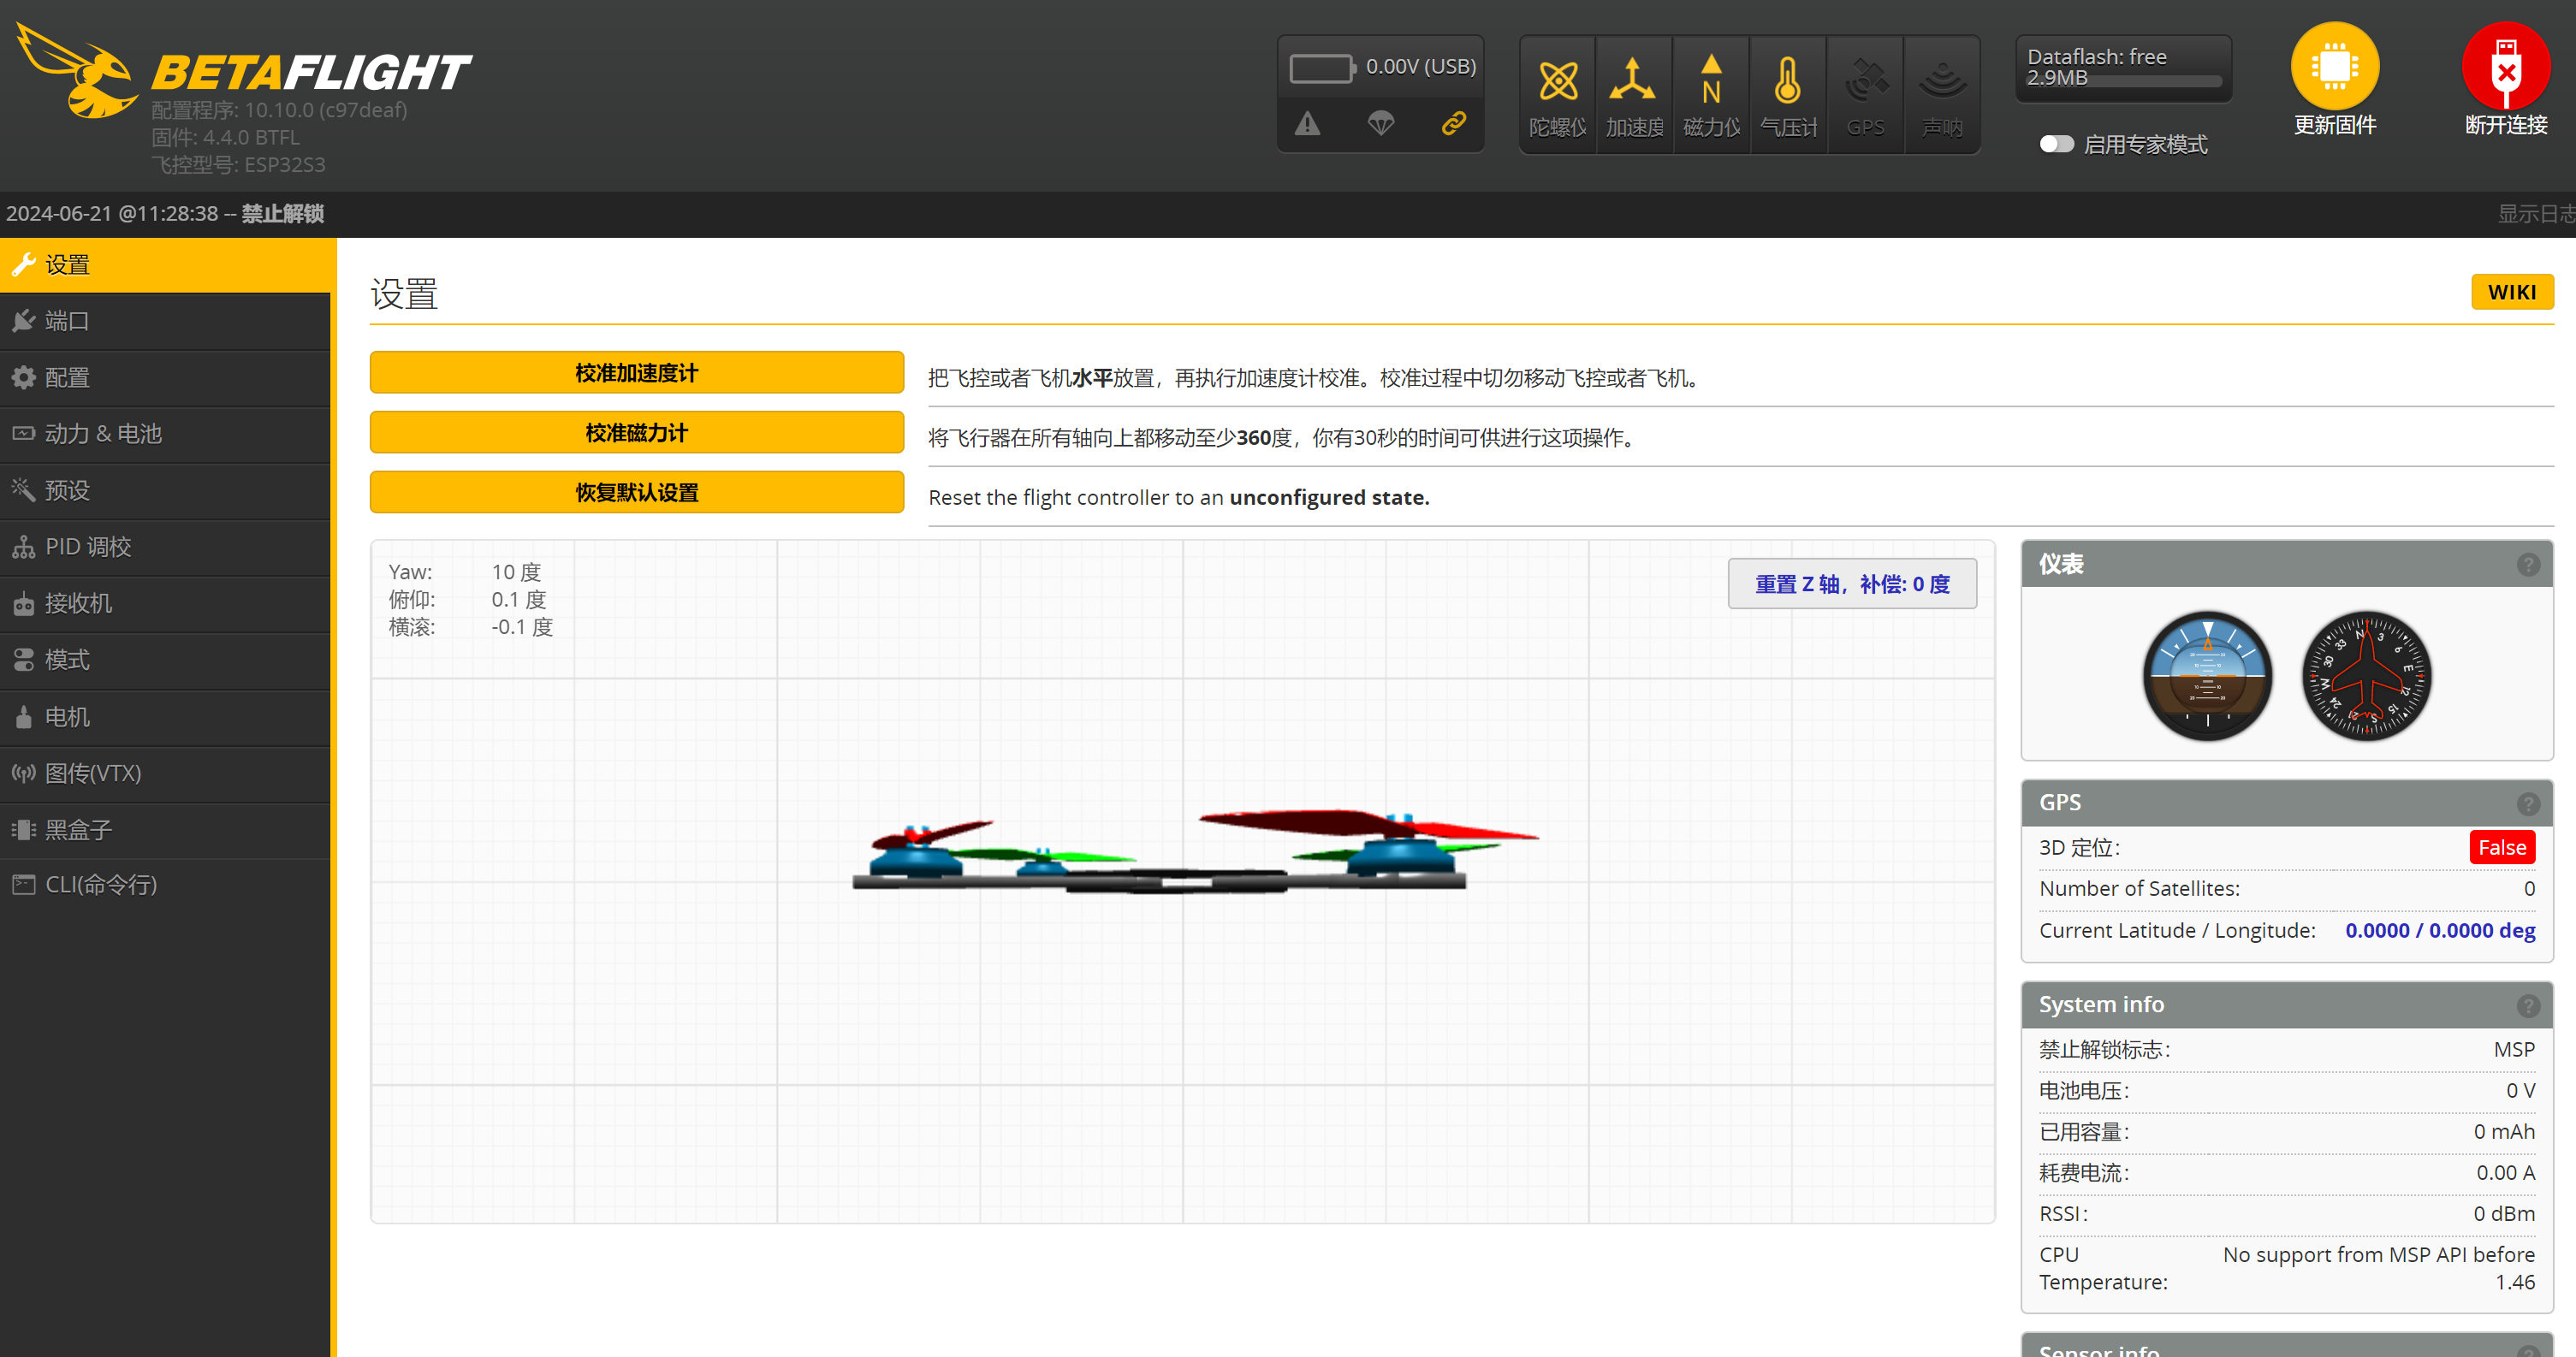 BETAFLIGHT
配置程序: 10.10.0 (c97deaf)
固件: 4.4.0 BTFL
飞控型号: ESP32S3
0.00V (USB)
N
陀螺仪
加速度
磁力仪
气压计
GPS
声呐
Dataflash: free
2.9MB
启用专家模式
更新固件
断开连接
2024-06-21 @11:28:38 -- 禁止解锁
显示日志
设置
端口
配置
动力 & 电池
预设
PID 调校
接收机
模式
电机
图传(VTX)
黑盒子
CLI(命令行)
设置
WIKI
校准加速度计
把飞控或者飞机水平放置，再执行加速度计校准。校准过程中切勿移动飞控或者飞机。
校准磁力计
将飞行器在所有轴向上都移动至少360度，你有30秒的时间可供进行这项操作。
恢复默认设置
Reset the flight controller to an unconfigured state.
Yaw: 10 度
俯仰: 0.1 度
横滚: -0.1 度
重置 Z 轴，补偿: 0 度
仪表
N 3 6 E 12 15 S 21 24 W 30 33
GPS
3D 定位: False
Number of Satellites: 0
Current Latitude / Longitude: 0.0000 / 0.0000 deg
System info
禁止解锁标志: MSP
电池电压: 0 V
已用容量: 0 mAh
耗费电流: 0.00 A
RSSI: 0 dBm
CPU Temperature: No support from MSP API before 1.46
Sensor info